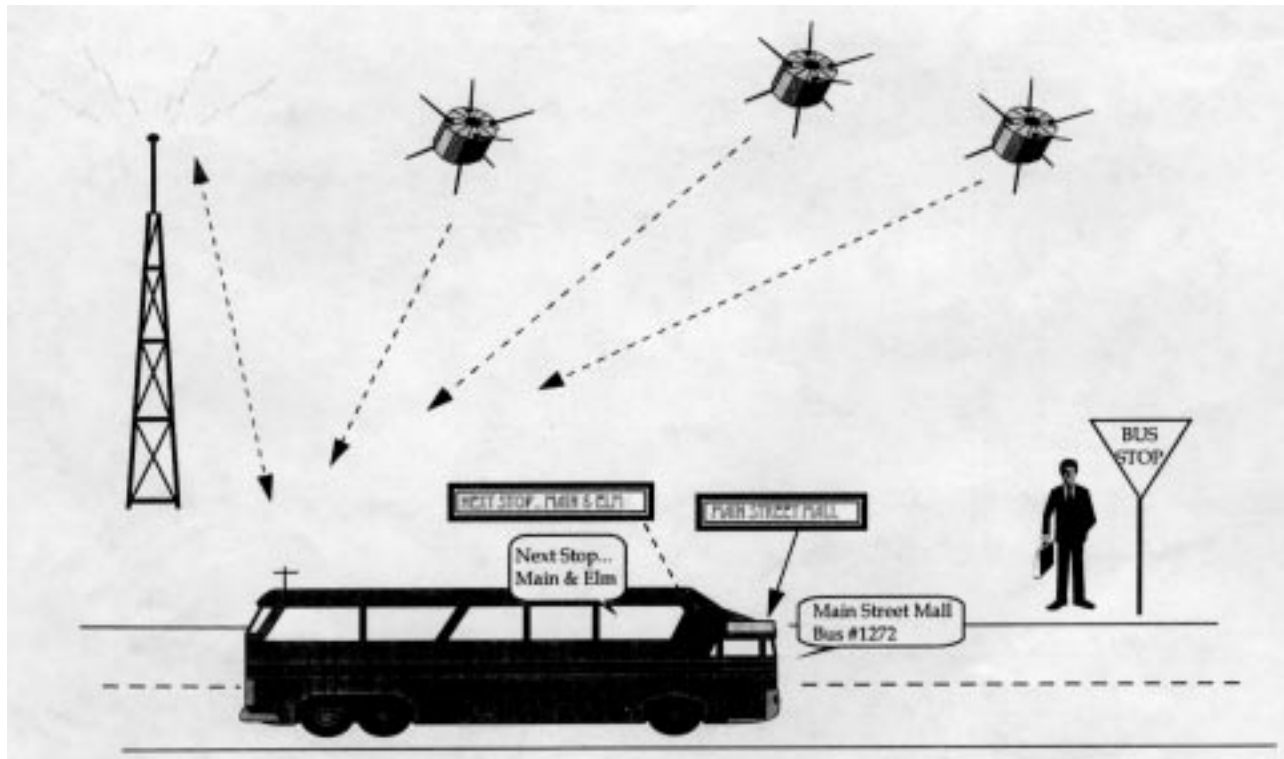 BUS
STOP
NEXT STOP.. MAIN & ELM
MAIN STREET MALL
Next Stop...
Main & Elm
Main Street Mall
Bus #1272